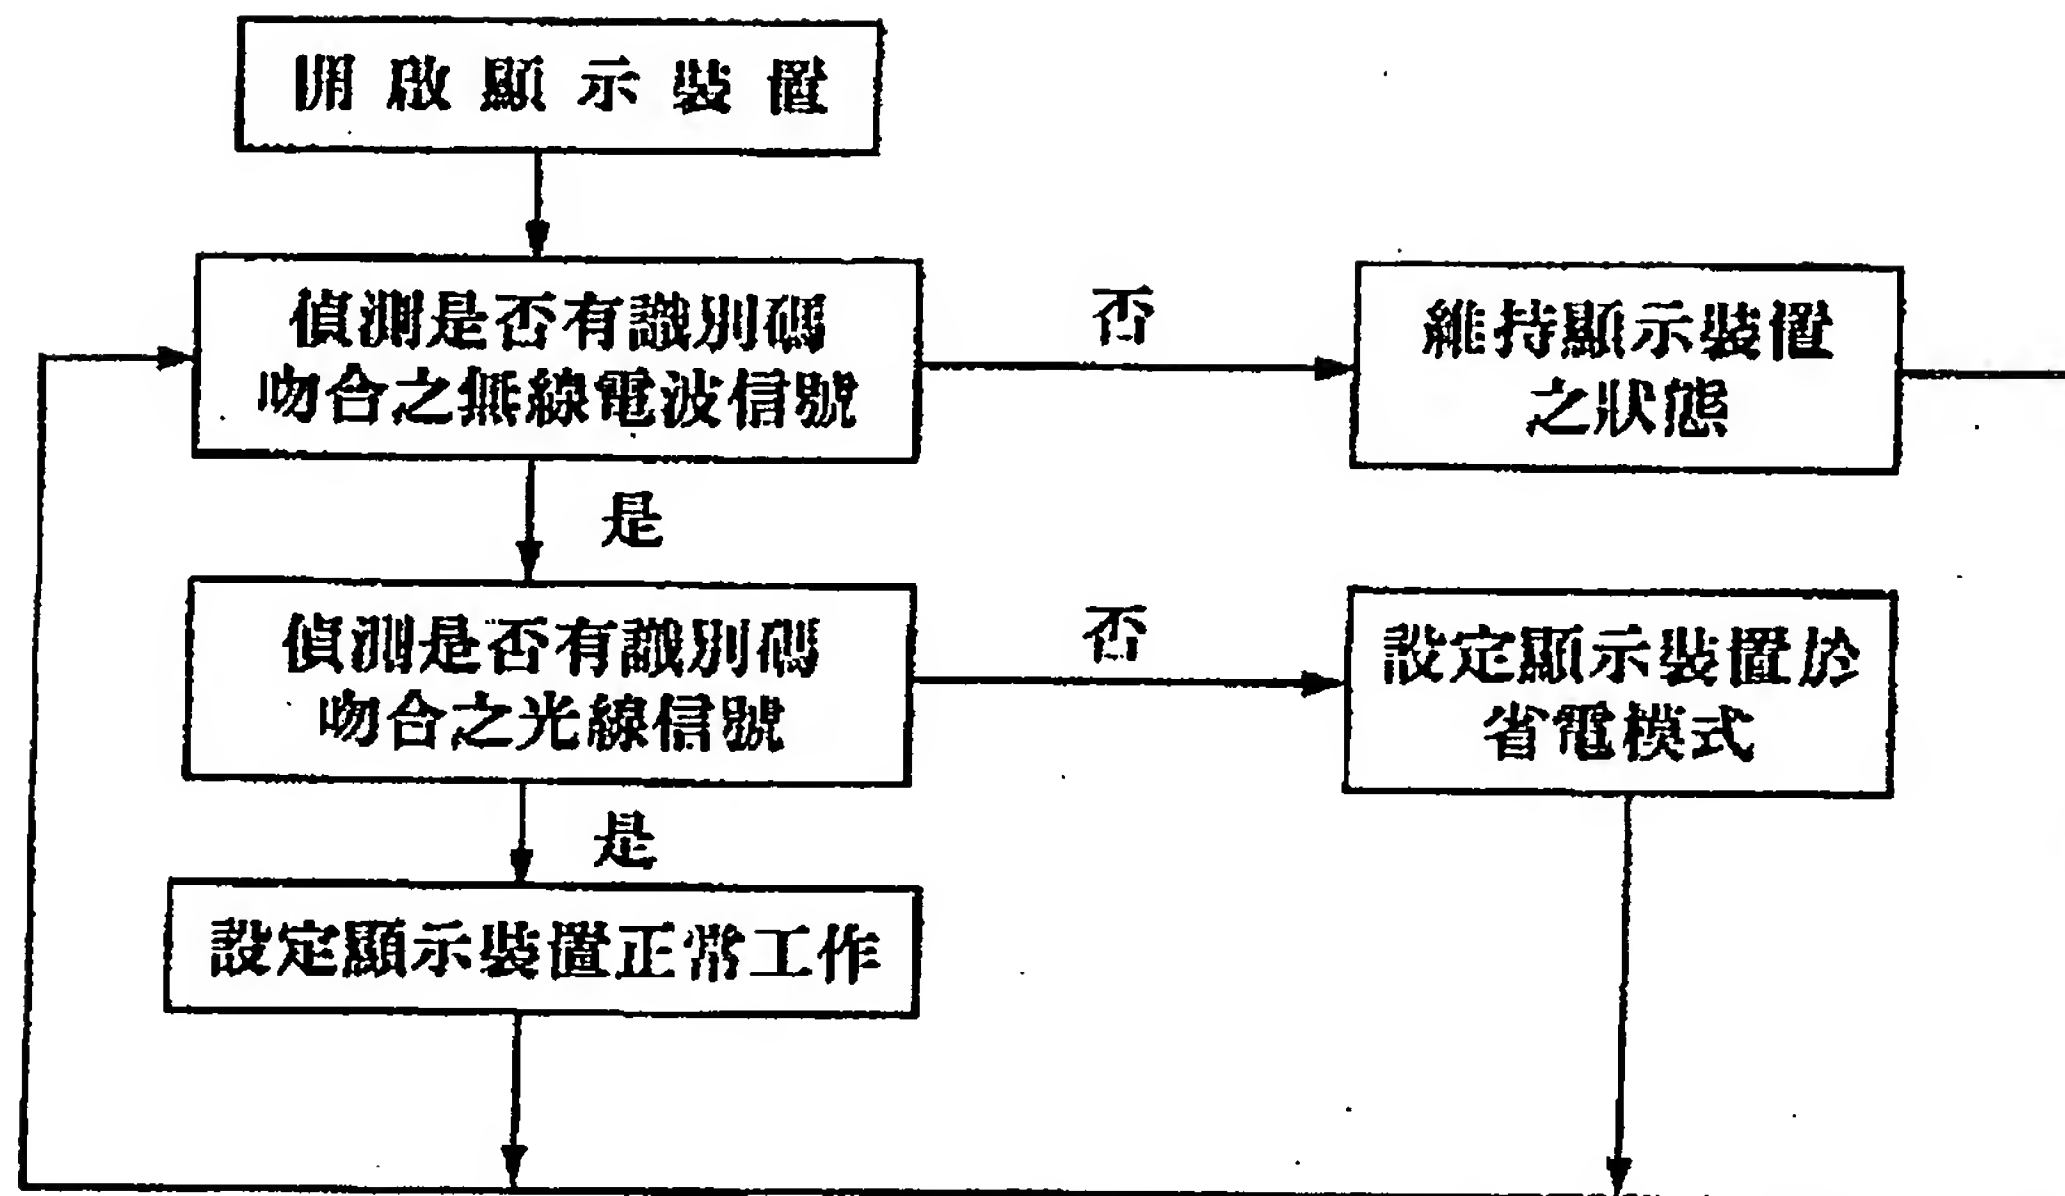 開啟顯示裝置
偵測是否有識別碼
吻合之無線電波信號
否
維持顯示裝置
之狀態
是
偵測是否有識別碼
吻合之光線信號
否
設定顯示裝置於
省電模式
是
設定顯示裝置正常工作